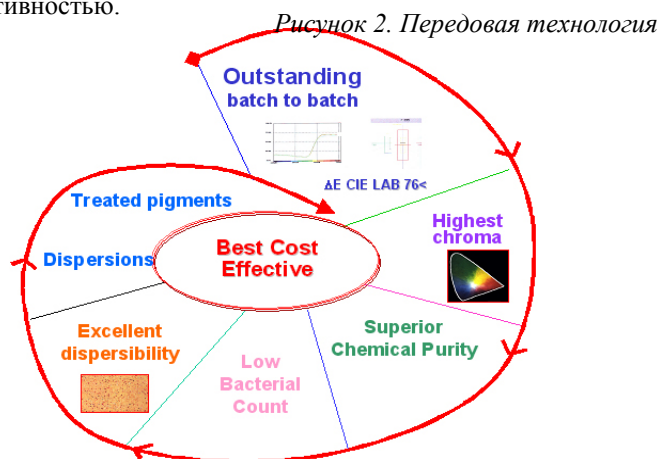 тивностью.
Рисунок 2. Передовая технология
Outstanding
batch to batch
ΔE CIE LAB 76<
Highest
chroma
Superior
Chemical Purity
Low
Bacterial
Count
Excellent
dispersibility
Dispersions
Treated pigments
Best Cost
Effective